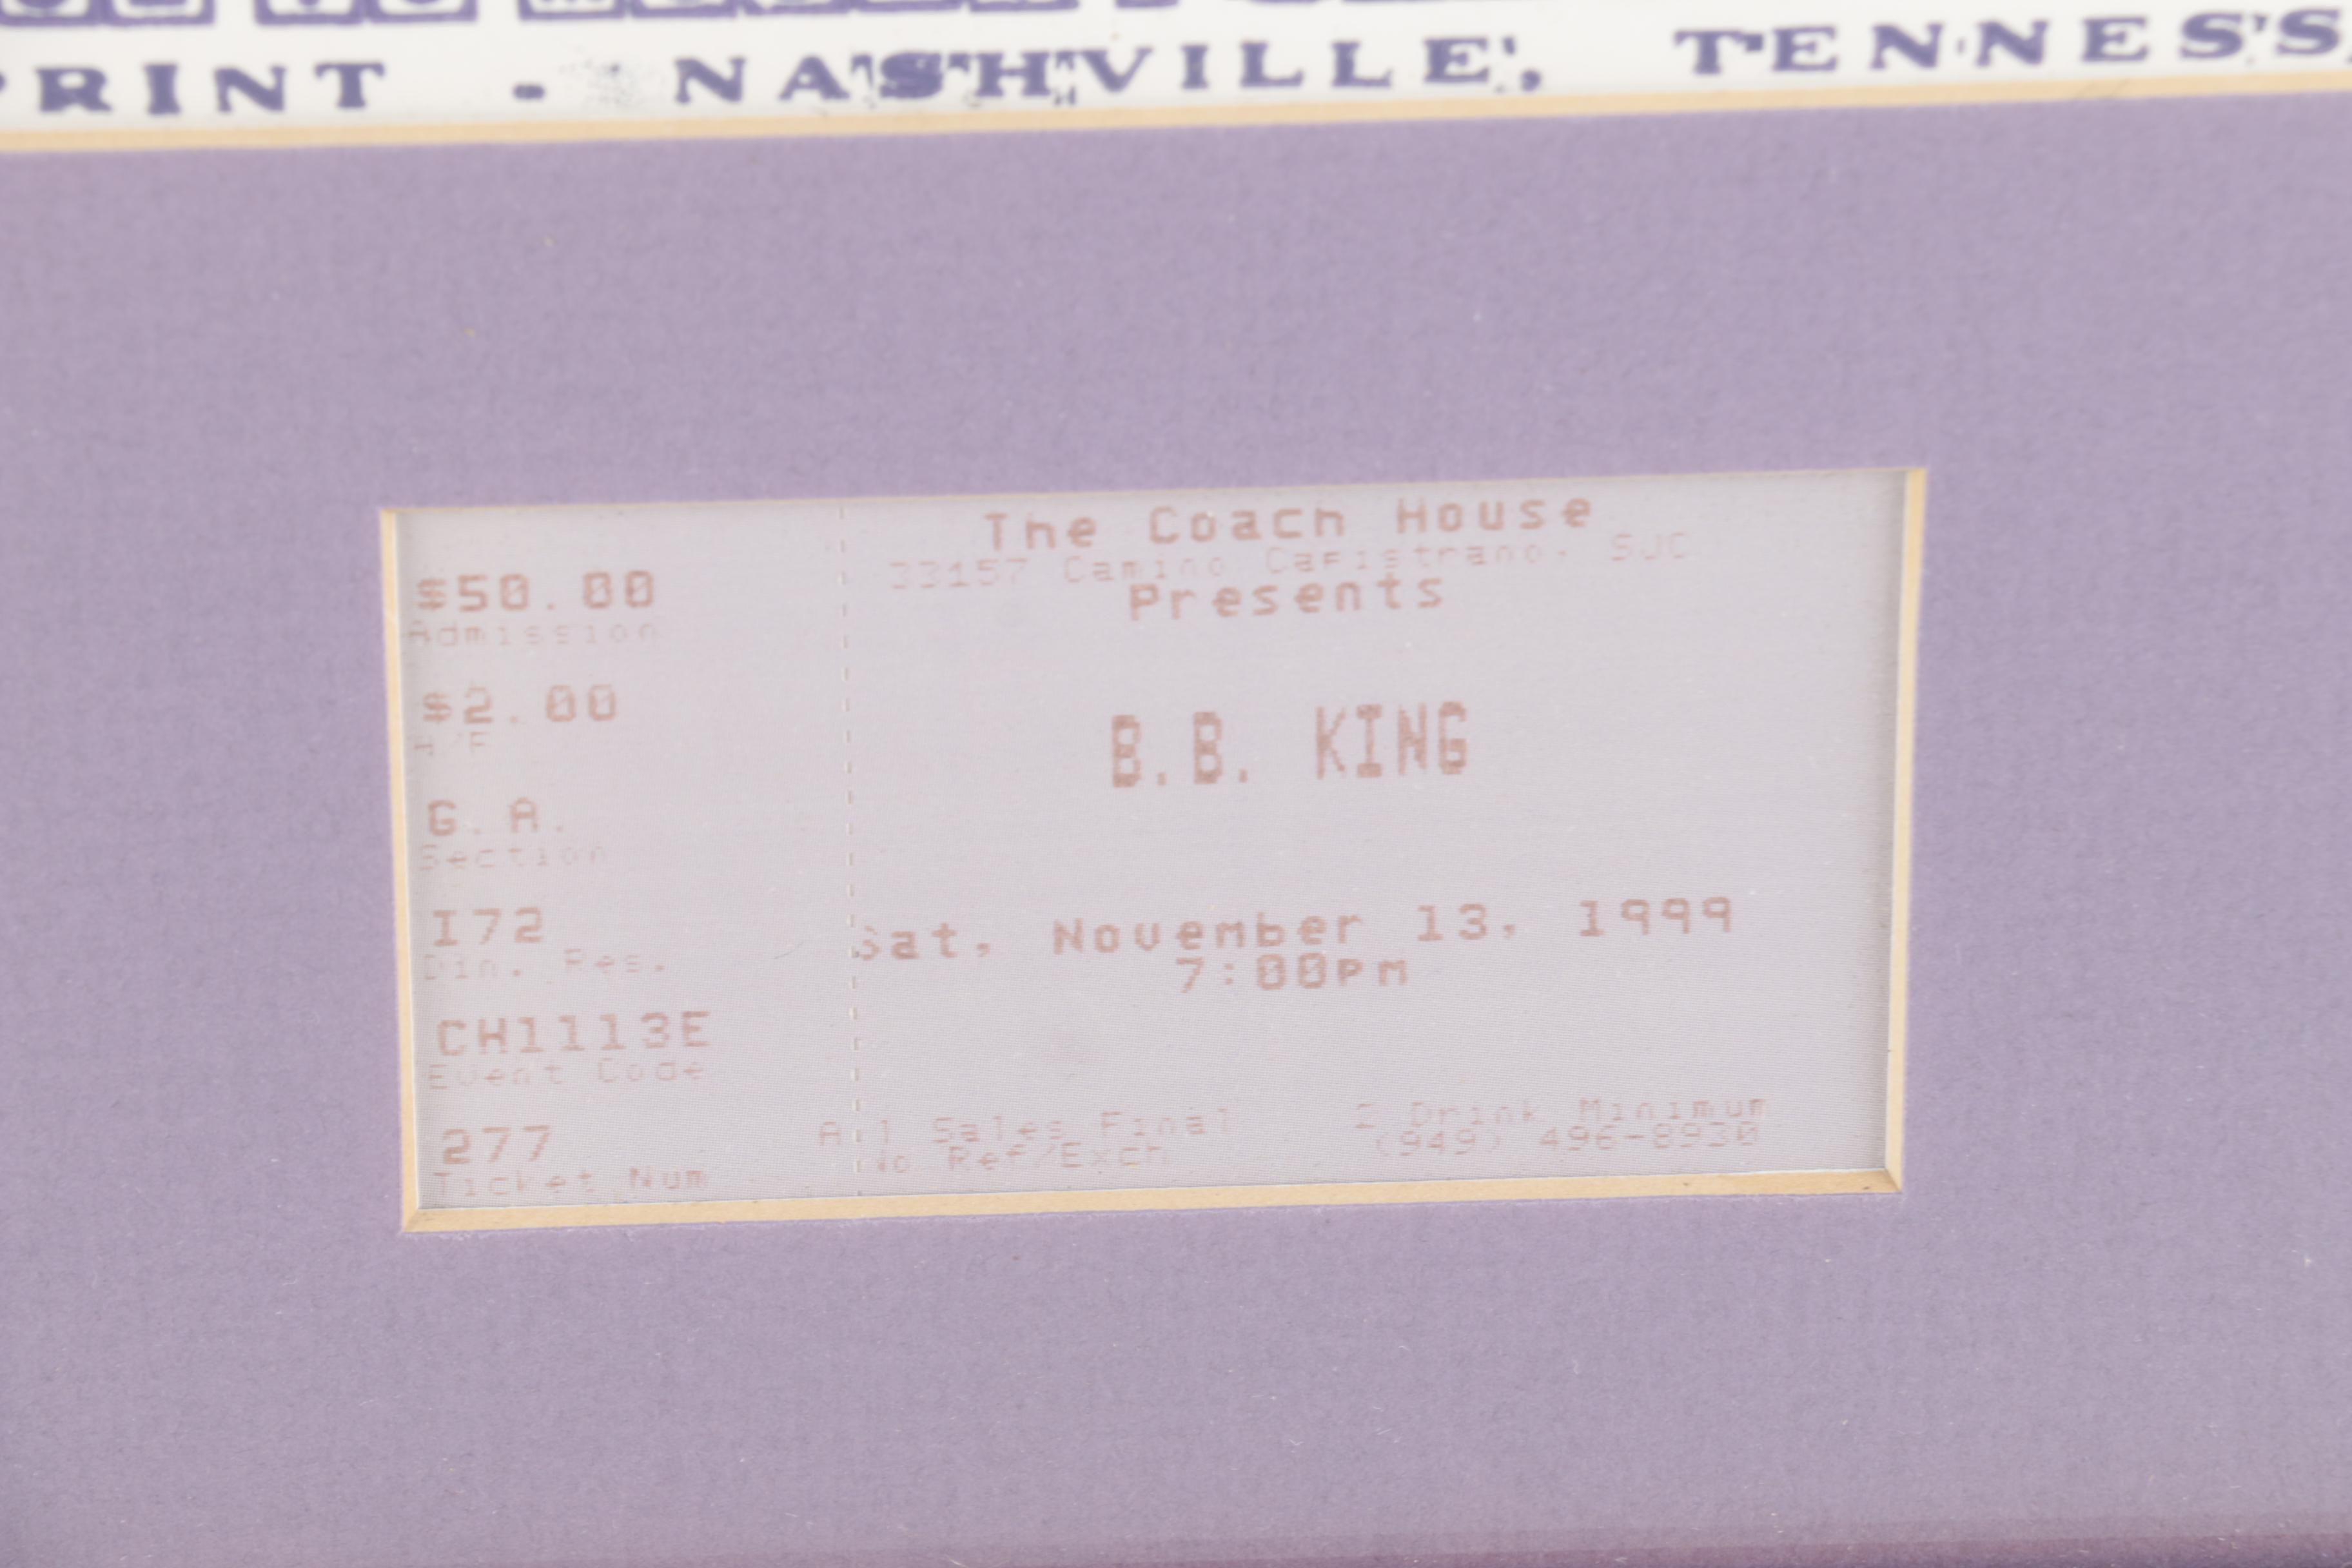 PRINT - NASHVILLE, TENNESS
The Coach House
33157 Camino Capistrano, SJC
Presents
B.B. KING
Sat, November 13, 1999
7:00pm
$50.00
Admission
$2.00
T/F
G.A.
Section
I72
Din. Res.
CH1113E
Event Code
277
Ticket Num
All Sales Final
No Ref/Exch
2 Drink Minimum
(949) 496-8930